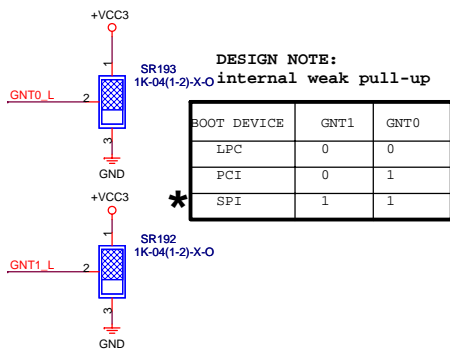 +VCC3
1
SR193
1K-04(1-2)-X-O
GNT0_L
2
3
GND
DESIGN NOTE:
internal weak pull-up
BOOT DEVICE GNT1 GNT0
LPC 0 0
PCI 0 1
* SPI 1 1
+VCC3
1
SR192
1K-04(1-2)-X-O
GNT1_L
2
3
GND